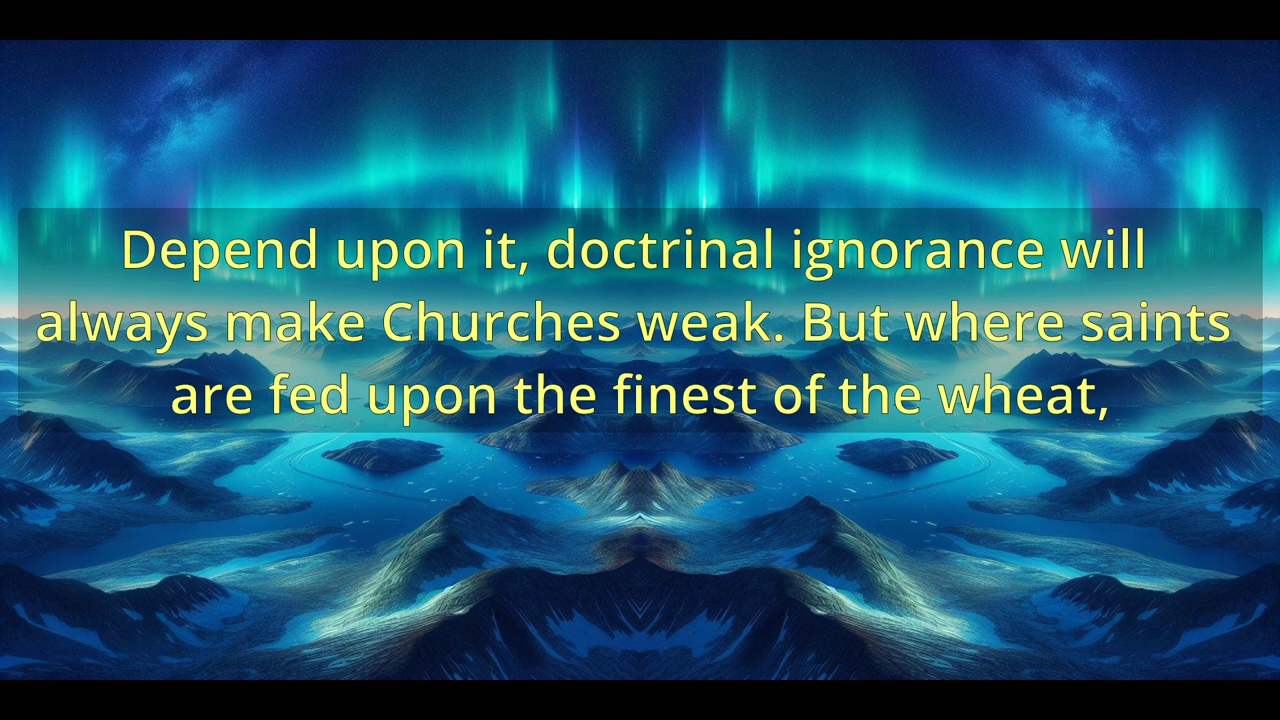 Depend upon it, doctrinal ignorance will
always make Churches weak. But where saints
are fed upon the finest of the wheat,